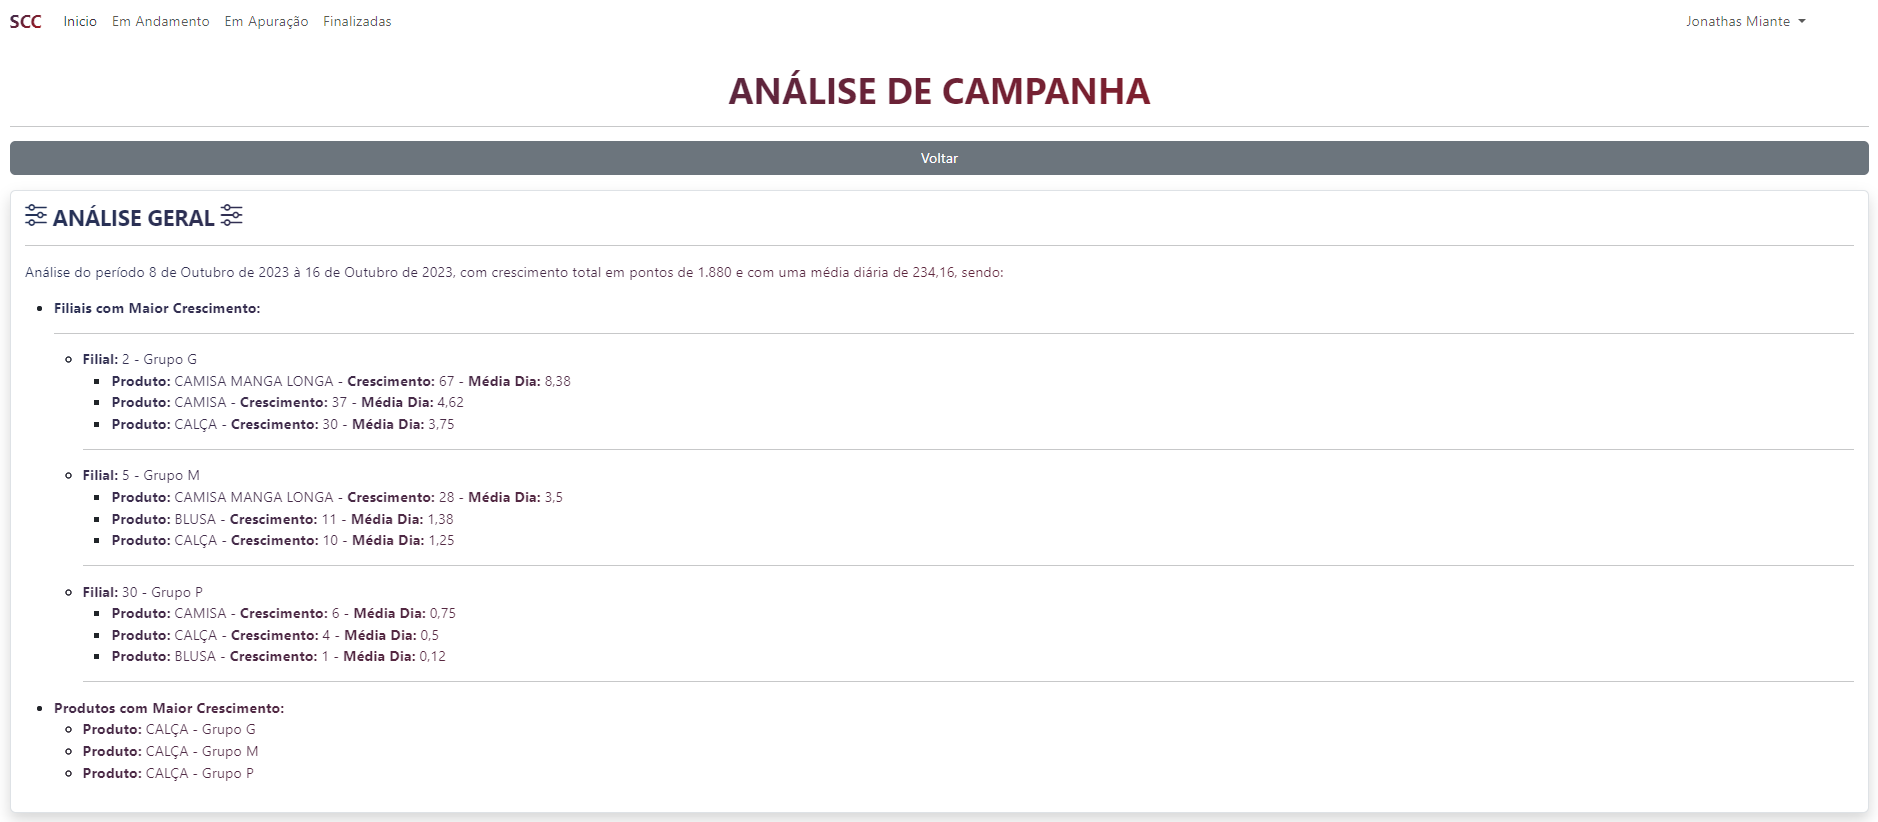 SCC Inicio Em Andamento Em Apuração Finalizadas Jonathas Miante
ANÁLISE DE CAMPANHA
Voltar
ANÁLISE GERAL
Análise do período 8 de Outubro de 2023 à 16 de Outubro de 2023, com crescimento total em pontos de 1.880 e com uma média diária de 234,16, sendo:
Filiais com Maior Crescimento:
Filial: 2 - Grupo G
Produto: CAMISA MANGA LONGA - Crescimento: 67 - Média Dia: 8,38
Produto: CAMISA - Crescimento: 37 - Média Dia: 4,62
Produto: CALÇA - Crescimento: 30 - Média Dia: 3,75
Filial: 5 - Grupo M
Produto: CAMISA MANGA LONGA - Crescimento: 28 - Média Dia: 3,5
Produto: BLUSA - Crescimento: 11 - Média Dia: 1,38
Produto: CALÇA - Crescimento: 10 - Média Dia: 1,25
Filial: 30 - Grupo P
Produto: CAMISA - Crescimento: 6 - Média Dia: 0,75
Produto: CALÇA - Crescimento: 4 - Média Dia: 0,5
Produto: BLUSA - Crescimento: 1 - Média Dia: 0,12
Produtos com Maior Crescimento:
Produto: CALÇA - Grupo G
Produto: CALÇA - Grupo M
Produto: CALÇA - Grupo P